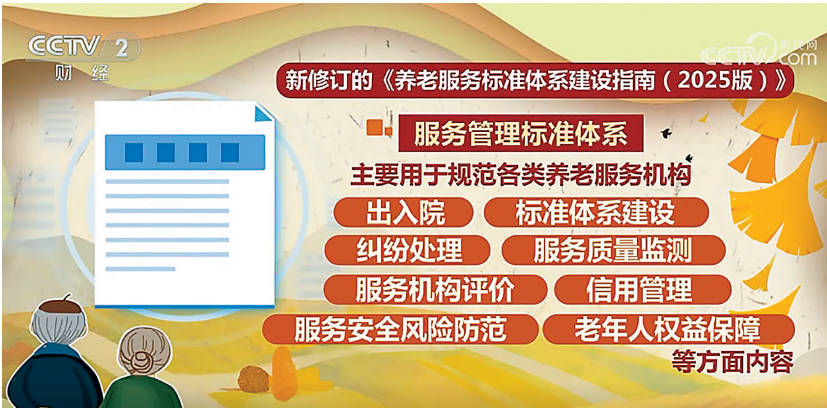 CCTV 2
财经
CCTV.com
新修订的《养老服务标准体系建设指南（2025版）》
服务管理标准体系
主要用于规范各类养老服务机构
出入院 标准体系建设
纠纷处理 服务质量监测
服务机构评价 信用管理
服务安全风险防范 老年人权益保障
等方面内容